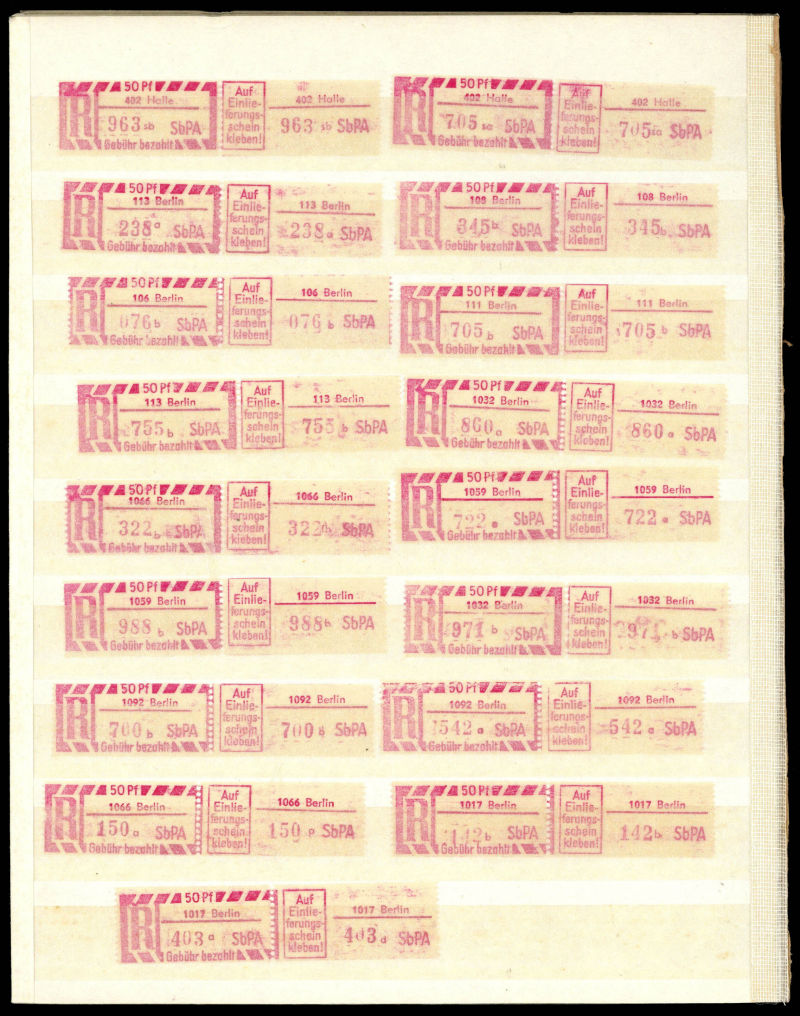 50 Pf
R
402 Halle
963 sb SbPA
Gebühr bezahlt
Auf
Einlie-
ferungs-
schein
kleben!
402 Halle
963 sb SbPA
50 Pf
R
402 Halle
705 sa SbPA
Gebühr bezahlt
Auf
Einlie-
ferungs-
schein
kleben!
402 Halle
705 sa SbPA
50 Pf
R
113 Berlin
238 a SbPA
Gebühr bezahlt
Auf
Einlie-
ferungs-
schein
kleben!
113 Berlin
238 a SbPA
50 Pf
R
108 Berlin
345 b SbPA
Gebühr bezahlt
Auf
Einlie-
ferungs-
schein
kleben!
108 Berlin
345 b SbPA
50 Pf
R
106 Berlin
076 b SbPA
Gebühr bezahlt
Auf
Einlie-
ferungs-
schein
kleben!
106 Berlin
076 b SbPA
50 Pf
R
111 Berlin
705 b SbPA
Gebühr bezahlt
Auf
Einlie-
ferungs-
schein
kleben!
111 Berlin
705 b SbPA
50 Pf
R
113 Berlin
755 b SbPA
Gebühr bezahlt
Auf
Einlie-
ferungs-
schein
kleben!
113 Berlin
755 b SbPA
50 Pf
R
1032 Berlin
860 a SbPA
Gebühr bezahlt
Auf
Einlie-
ferungs-
schein
kleben!
1032 Berlin
860 a SbPA
50 Pf
R
1066 Berlin
322 b SbPA
Gebühr bezahlt
Auf
Einlie-
ferungs-
schein
kleben!
1066 Berlin
322 b SbPA
50 Pf
R
1059 Berlin
722 a SbPA
Gebühr bezahlt
Auf
Einlie-
ferungs-
schein
kleben!
1059 Berlin
722 a SbPA
50 Pf
R
1059 Berlin
988 b SbPA
Gebühr bezahlt
Auf
Einlie-
ferungs-
schein
kleben!
1059 Berlin
988 b SbPA
50 Pf
R
1032 Berlin
971 b SbPA
Gebühr bezahlt
Auf
Einlie-
ferungs-
schein
kleben!
1032 Berlin
971 b SbPA
50 Pf
R
1092 Berlin
700 b SbPA
Gebühr bezahlt
Auf
Einlie-
ferungs-
schein
kleben!
1092 Berlin
700 SbPA
50 Pf
R
1092 Berlin
542 a SbPA
Gebühr bezahlt
Auf
Einlie-
ferungs-
schein
kleben!
1092 Berlin
542 a SbPA
50 Pf
R
1066 Berlin
150 a SbPA
Gebühr bezahlt
Auf
Einlie-
ferungs-
schein
kleben!
1066 Berlin
150 SbPA
50 Pf
R
1017 Berlin
142 b SbPA
Gebühr bezahlt
Auf
Einlie-
ferungs-
schein
kleben!
1017 Berlin
142 b SbPA
50 Pf
R
1017 Berlin
403 a SbPA
Gebühr bezahlt
Auf
Einlie-
ferungs-
schein
kleben!
1017 Berlin
403 a SbPA